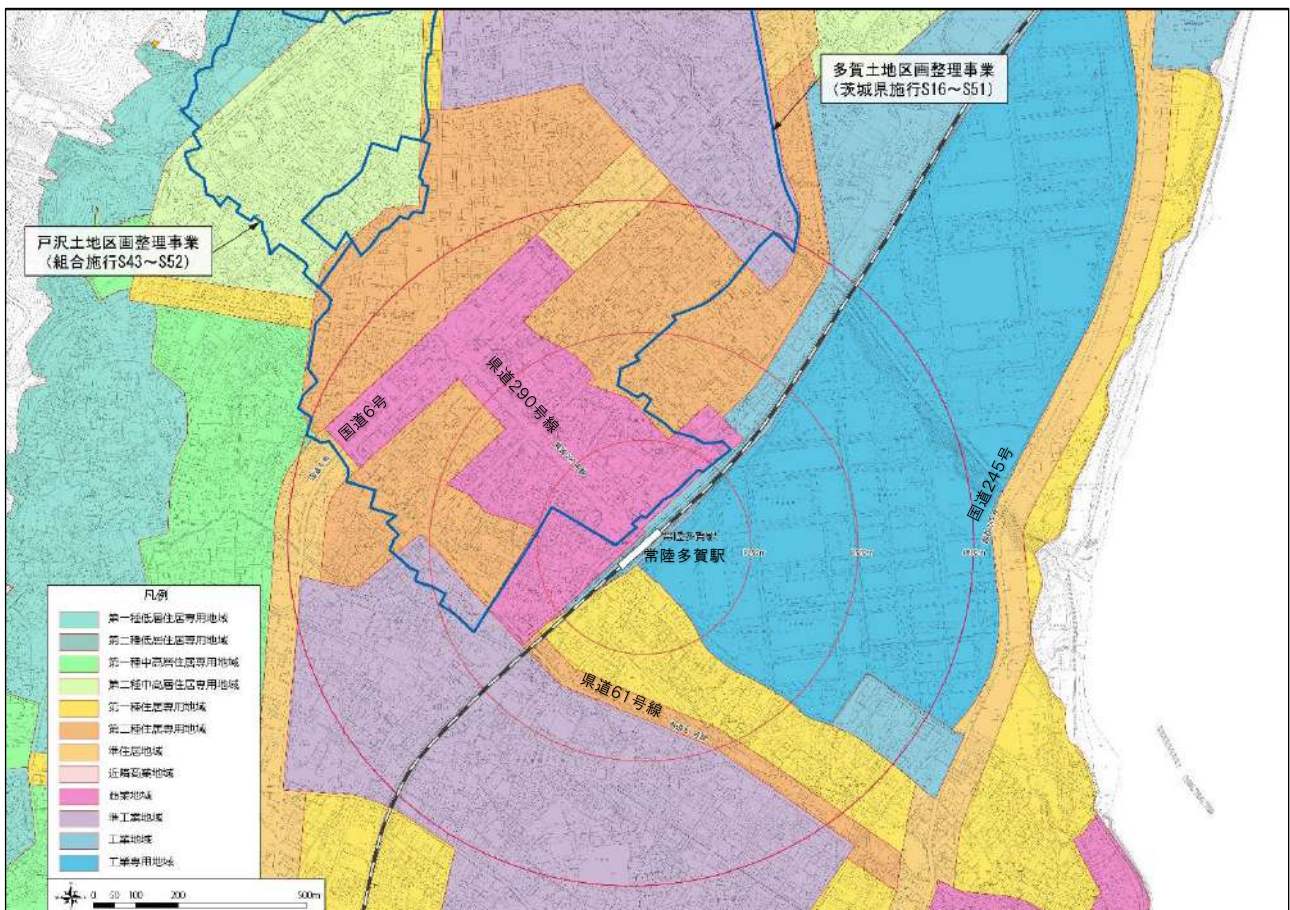 多賀土地区画整理事業
(茨城県施行S16～S51)
戸沢土地区画整理事業
(組合施行S43～S52)
県道290号線
国道6号
国道245号
常陸多賀駅
常陸多賀駅
県道61号線
凡例
第一種低層住居専用地域
第二種低層住居専用地域
第一種中高層住居専用地域
第二種中高層住居専用地域
第一種住居専用地域
第二種住居専用地域
準住居地域
近隣商業地域
商業地域
準工業地域
工業地域
工業専用地域
0 50 100 200 500m